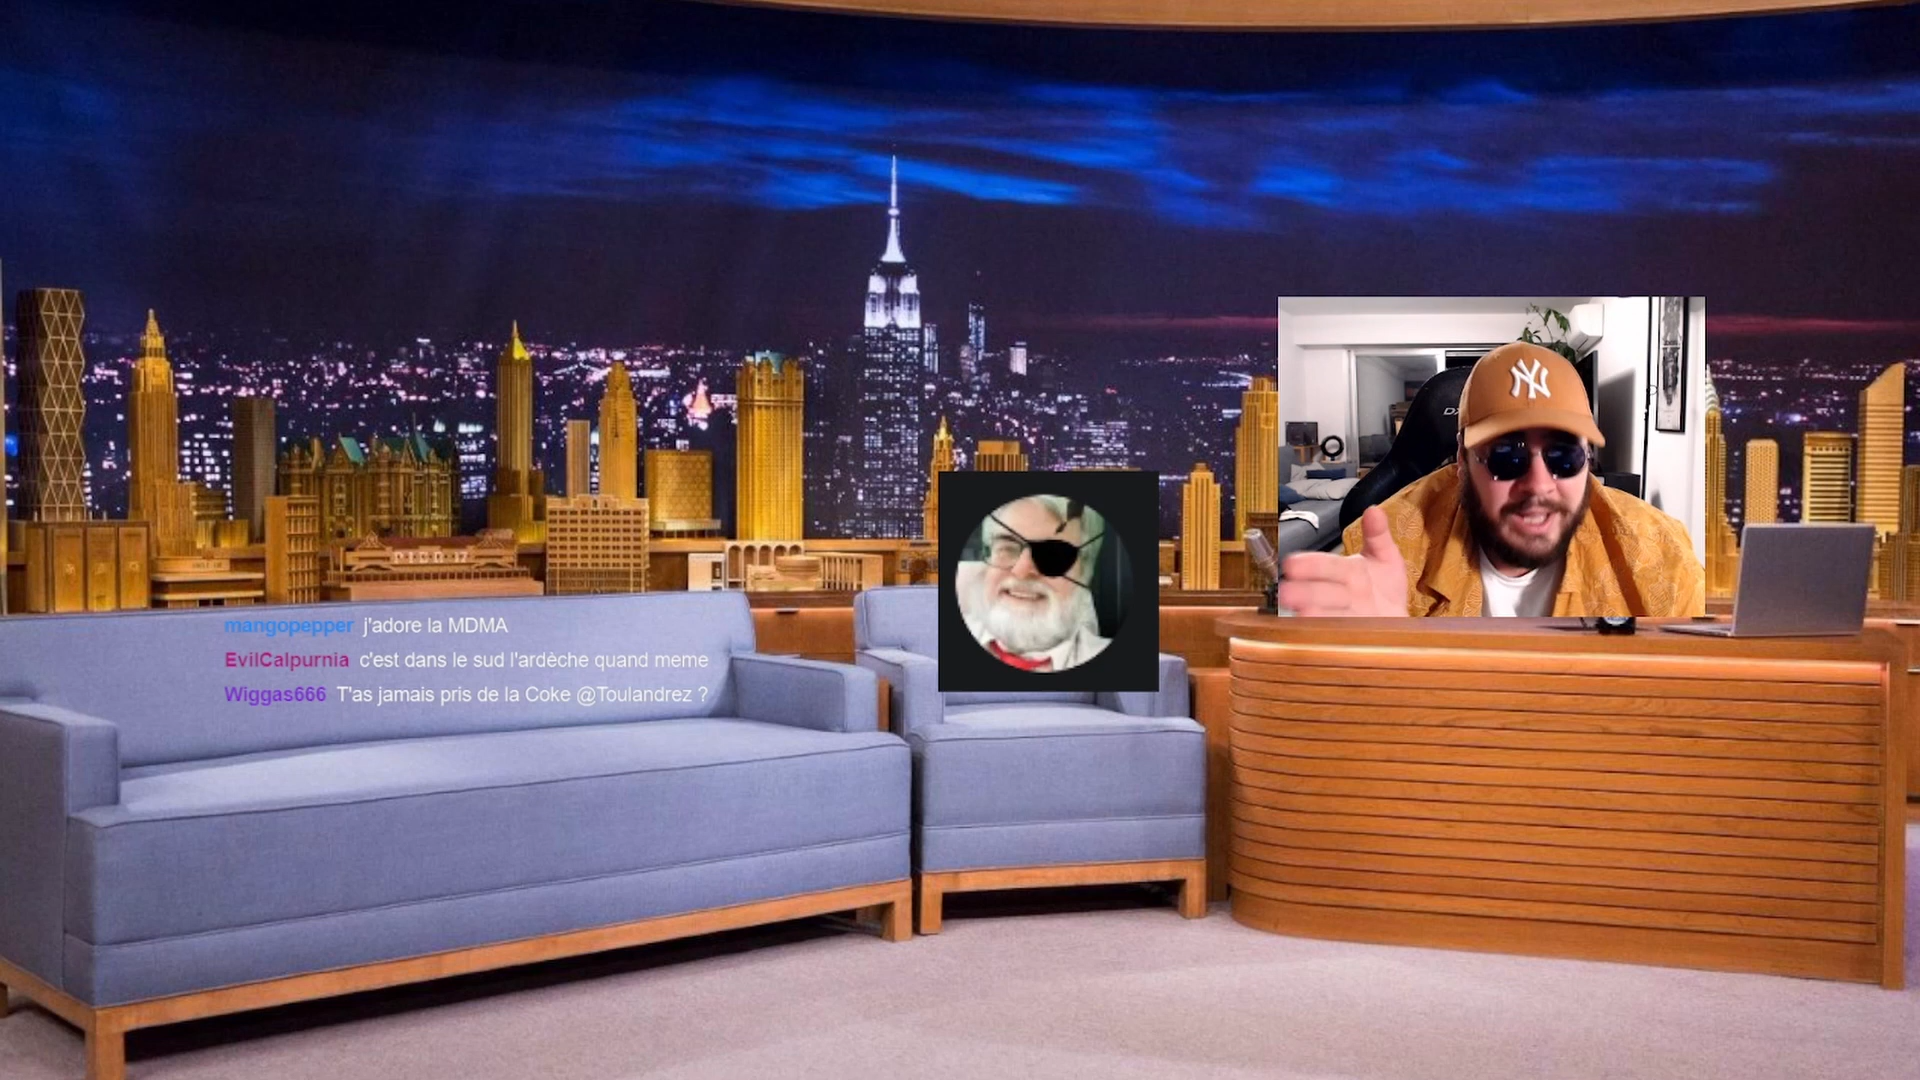 NY
mangopepper j'adore la MDMA
EvilCalpurnia c'est dans le sud l'ardèche quand meme
Wiggas666 T'as jamais pris de la Coke @Toulandrez ?